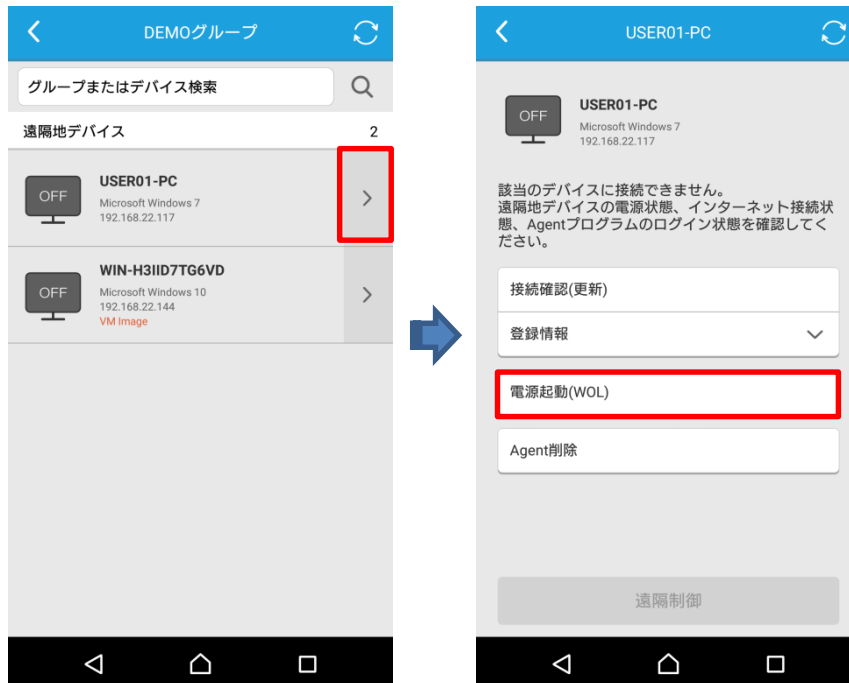 DEMOグループ
グループまたはデバイス検索
遠隔地デバイス 2
OFF
USER01-PC
Microsoft Windows 7
192.168.22.117
OFF
WIN-H3IID7TG6VD
Microsoft Windows 10
192.168.22.144
VM Image
USER01-PC
OFF
USER01-PC
Microsoft Windows 7
192.168.22.117
該当のデバイスに接続できません。
遠隔地デバイスの電源状態、インターネット接続状
態、Agentプログラムのログイン状態を確認してく
ださい。
接続確認(更新)
登録情報
電源起動(WOL)
Agent削除
遠隔制御